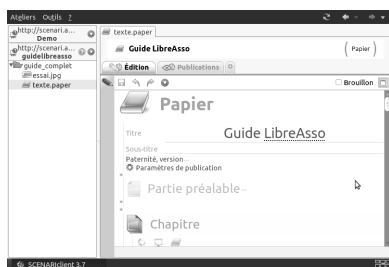 Ateliers Outils ?
http://scenari.a...
Demo
http://scenari.a...
guidelibreasso
guide_complet
essai.jpg
texte.paper
texte.paper
Guide LibreAsso
( Papier )
Édition
Publications
Brouillon
Papier
Titre
Guide LibreAsso
Sous-titre
Paternité, version
Paramètres de publication
Partie préalable
Chapitre
SCENARIclient 3.7